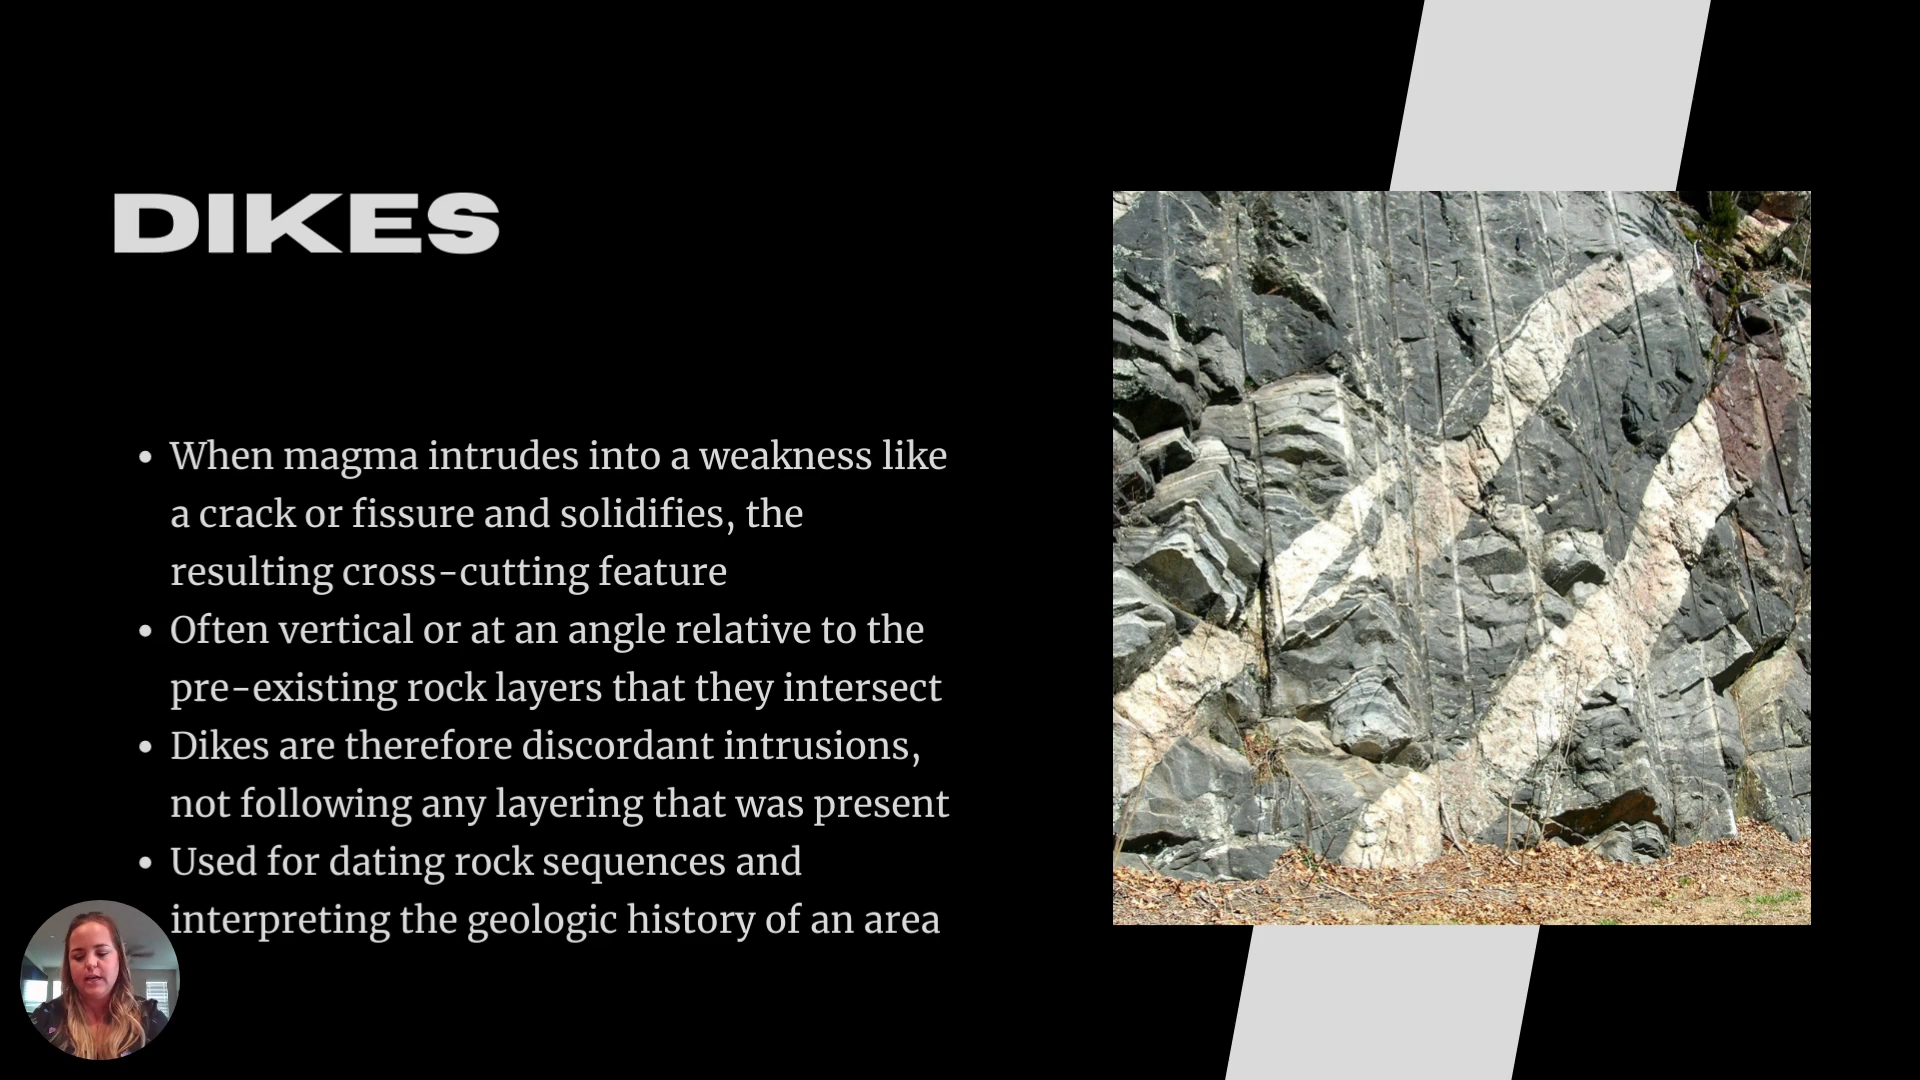 DIKES
• When magma intrudes into a weakness like
a crack or fissure and solidifies, the
resulting cross-cutting feature
• Often vertical or at an angle relative to the
pre-existing rock layers that they intersect
• Dikes are therefore discordant intrusions,
not following any layering that was present
• Used for dating rock sequences and
interpreting the geologic history of an area